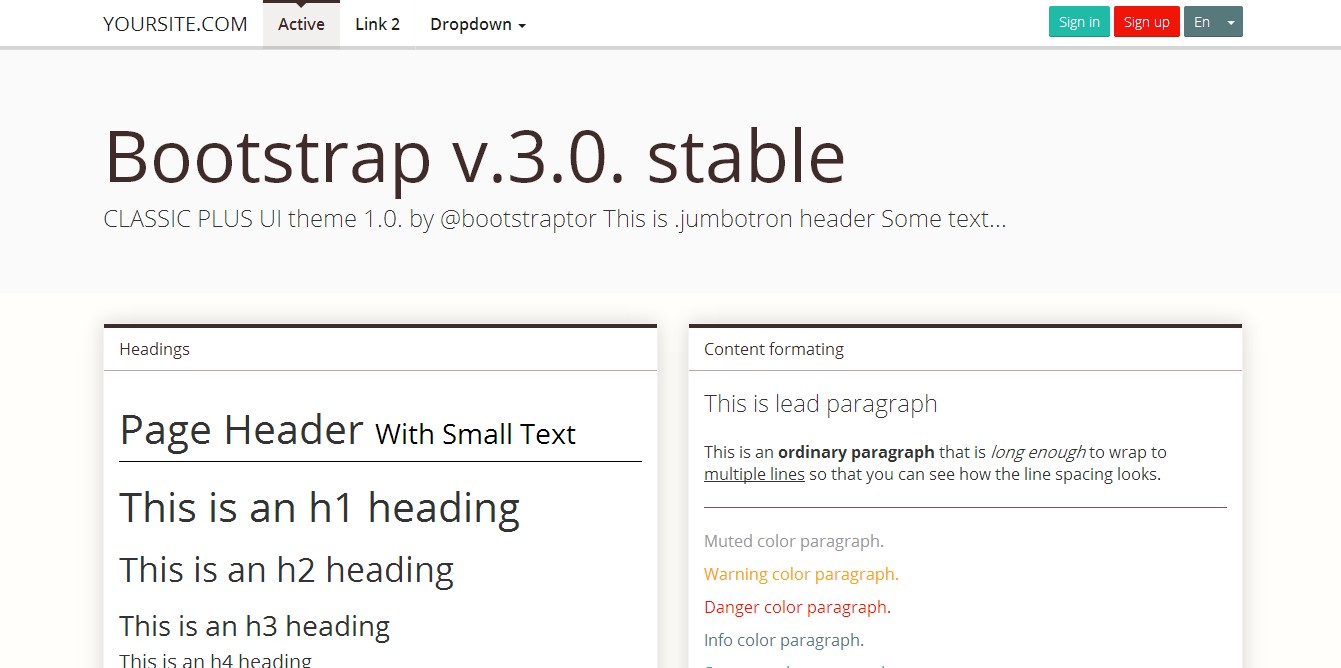 YOURSITE.COM Active Link 2 Dropdown Sign in Sign up En
Bootstrap v.3.0. stable
CLASSIC PLUS UI theme 1.0. by @bootstraptor This is .jumbotron header Some text...
Headings
Page Header With Small Text
This is an h1 heading
This is an h2 heading
This is an h3 heading
This is an h4 heading
Content formating
This is lead paragraph
This is an ordinary paragraph that is long enough to wrap to
multiple lines so that you can see how the line spacing looks.
Muted color paragraph.
Warning color paragraph.
Danger color paragraph.
Info color paragraph.